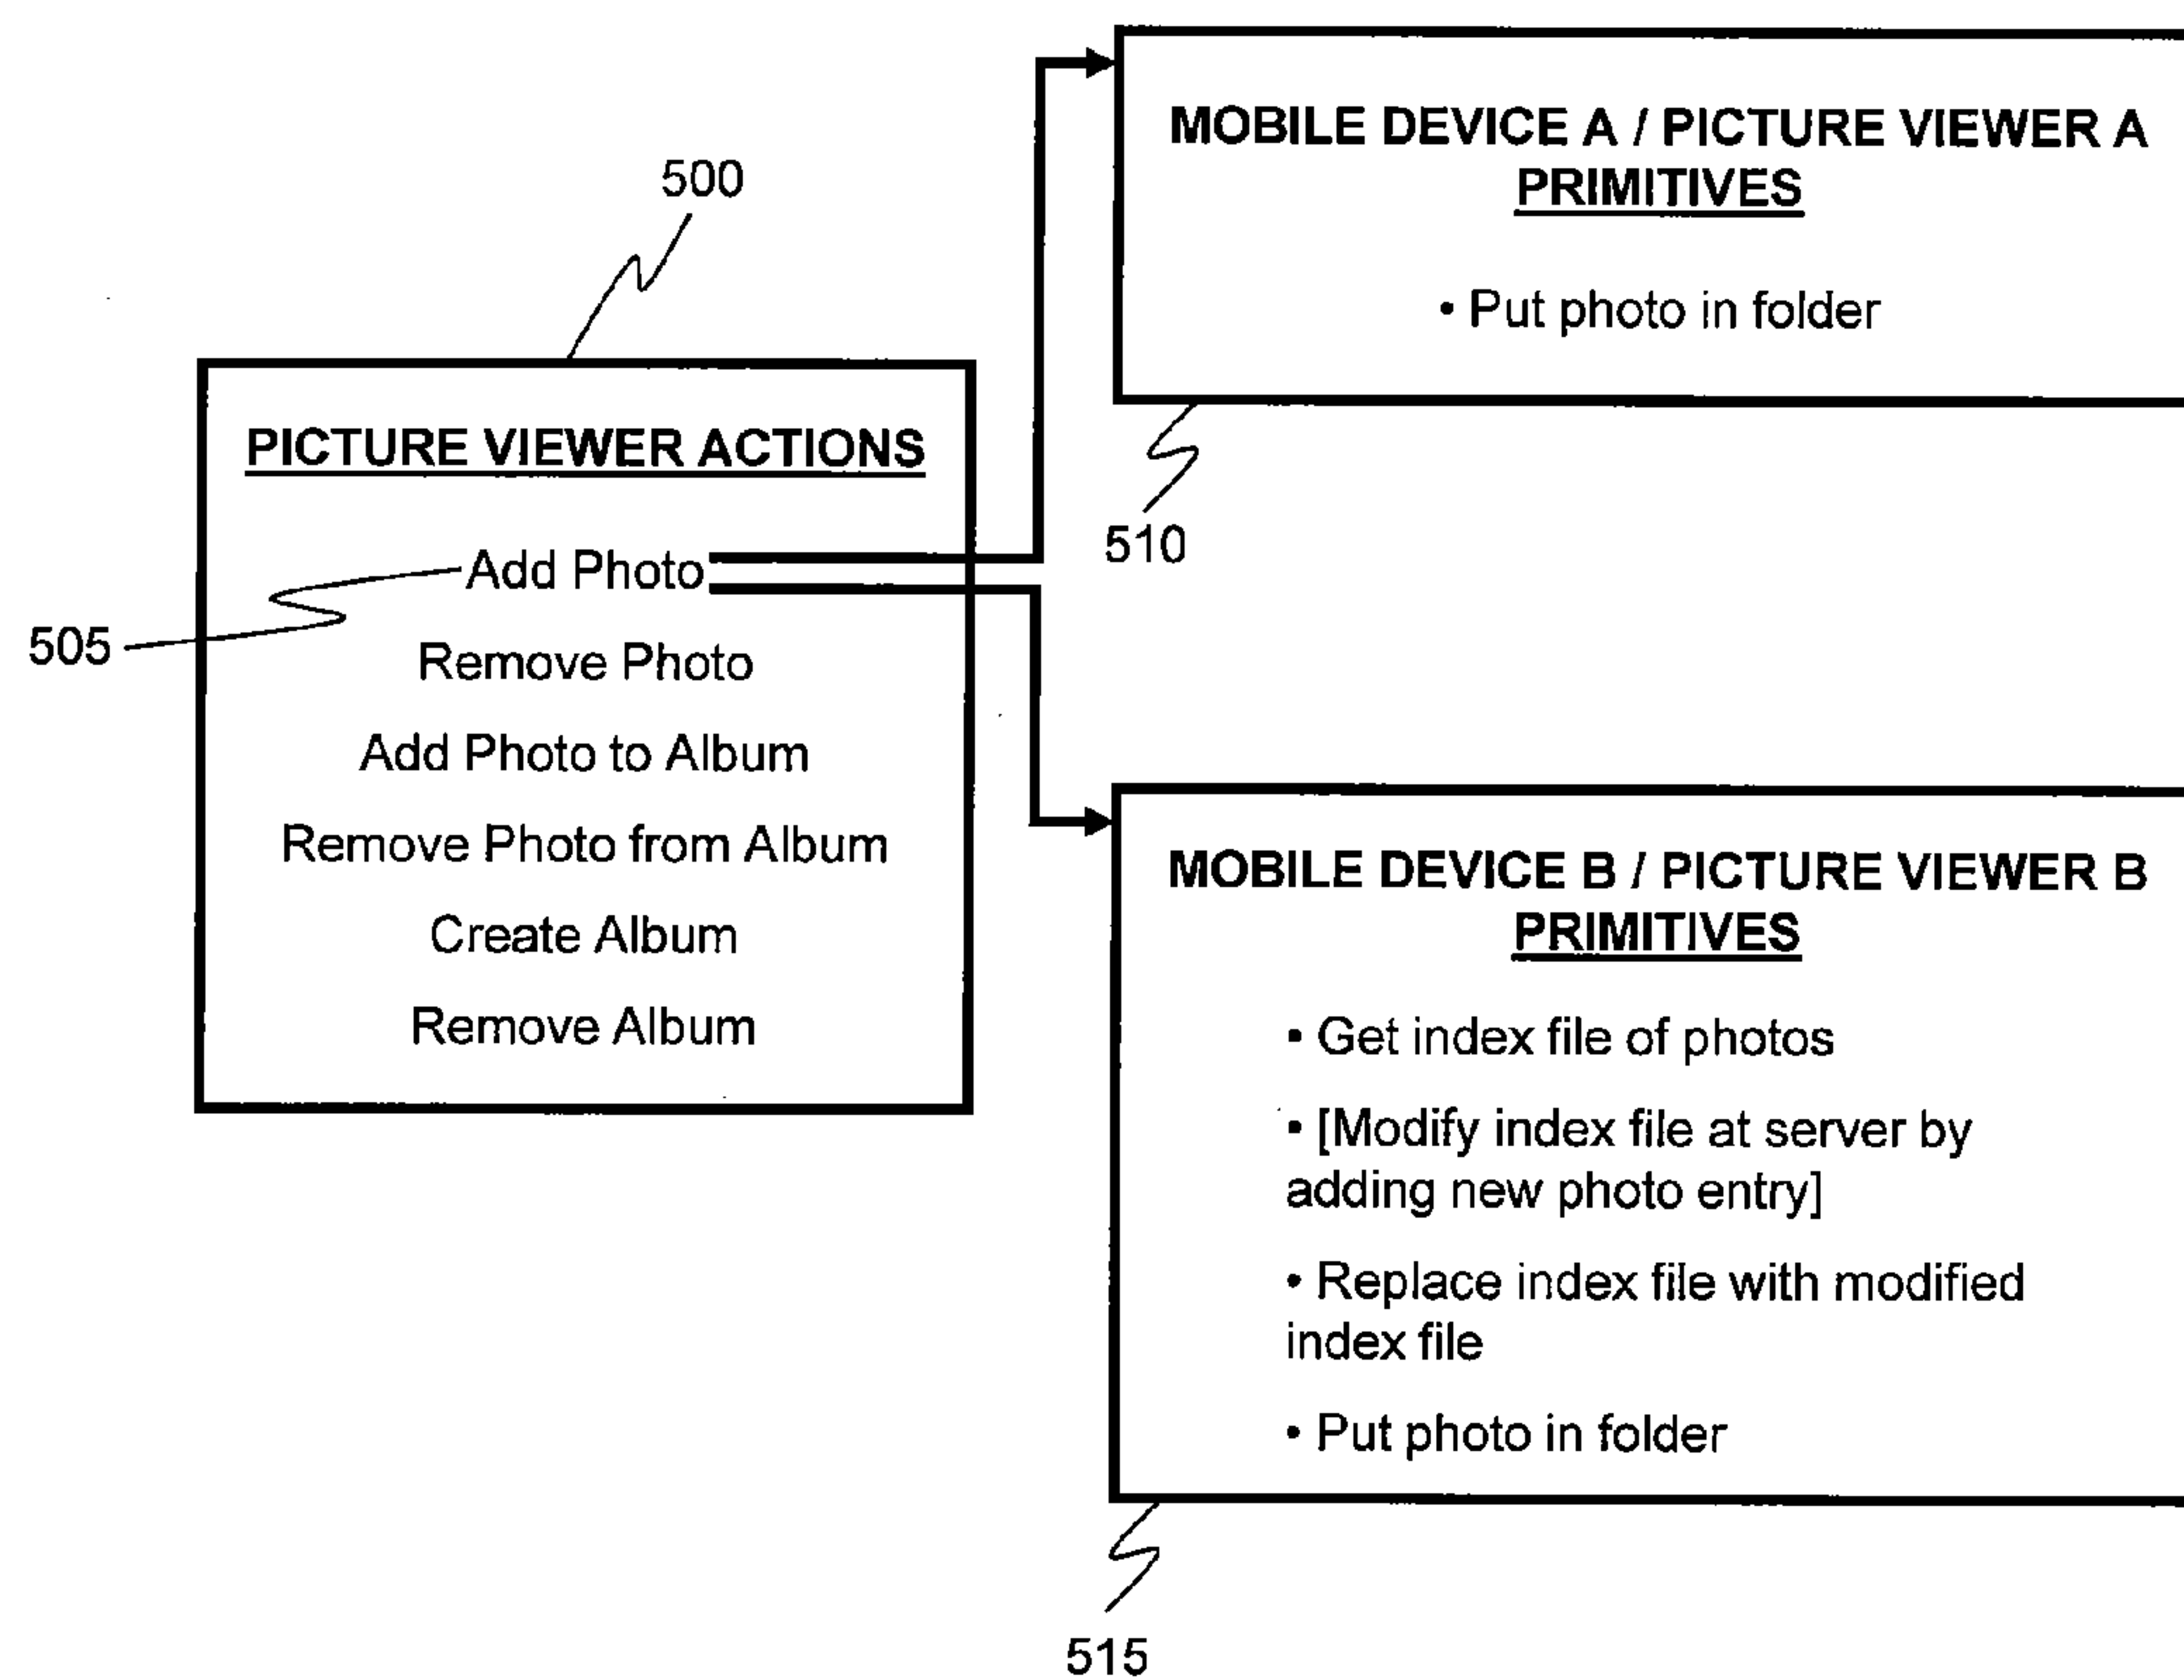 500
PICTURE VIEWER ACTIONS
Add Photo
505
Remove Photo
Add Photo to Album
Remove Photo from Album
Create Album
Remove Album
MOBILE DEVICE A / PICTURE VIEWER A
PRIMITIVES
• Put photo in folder
510
MOBILE DEVICE B / PICTURE VIEWER B
PRIMITIVES
• Get index file of photos
• [Modify index file at server by
adding new photo entry]
• Replace index file with modified
index file
• Put photo in folder
515